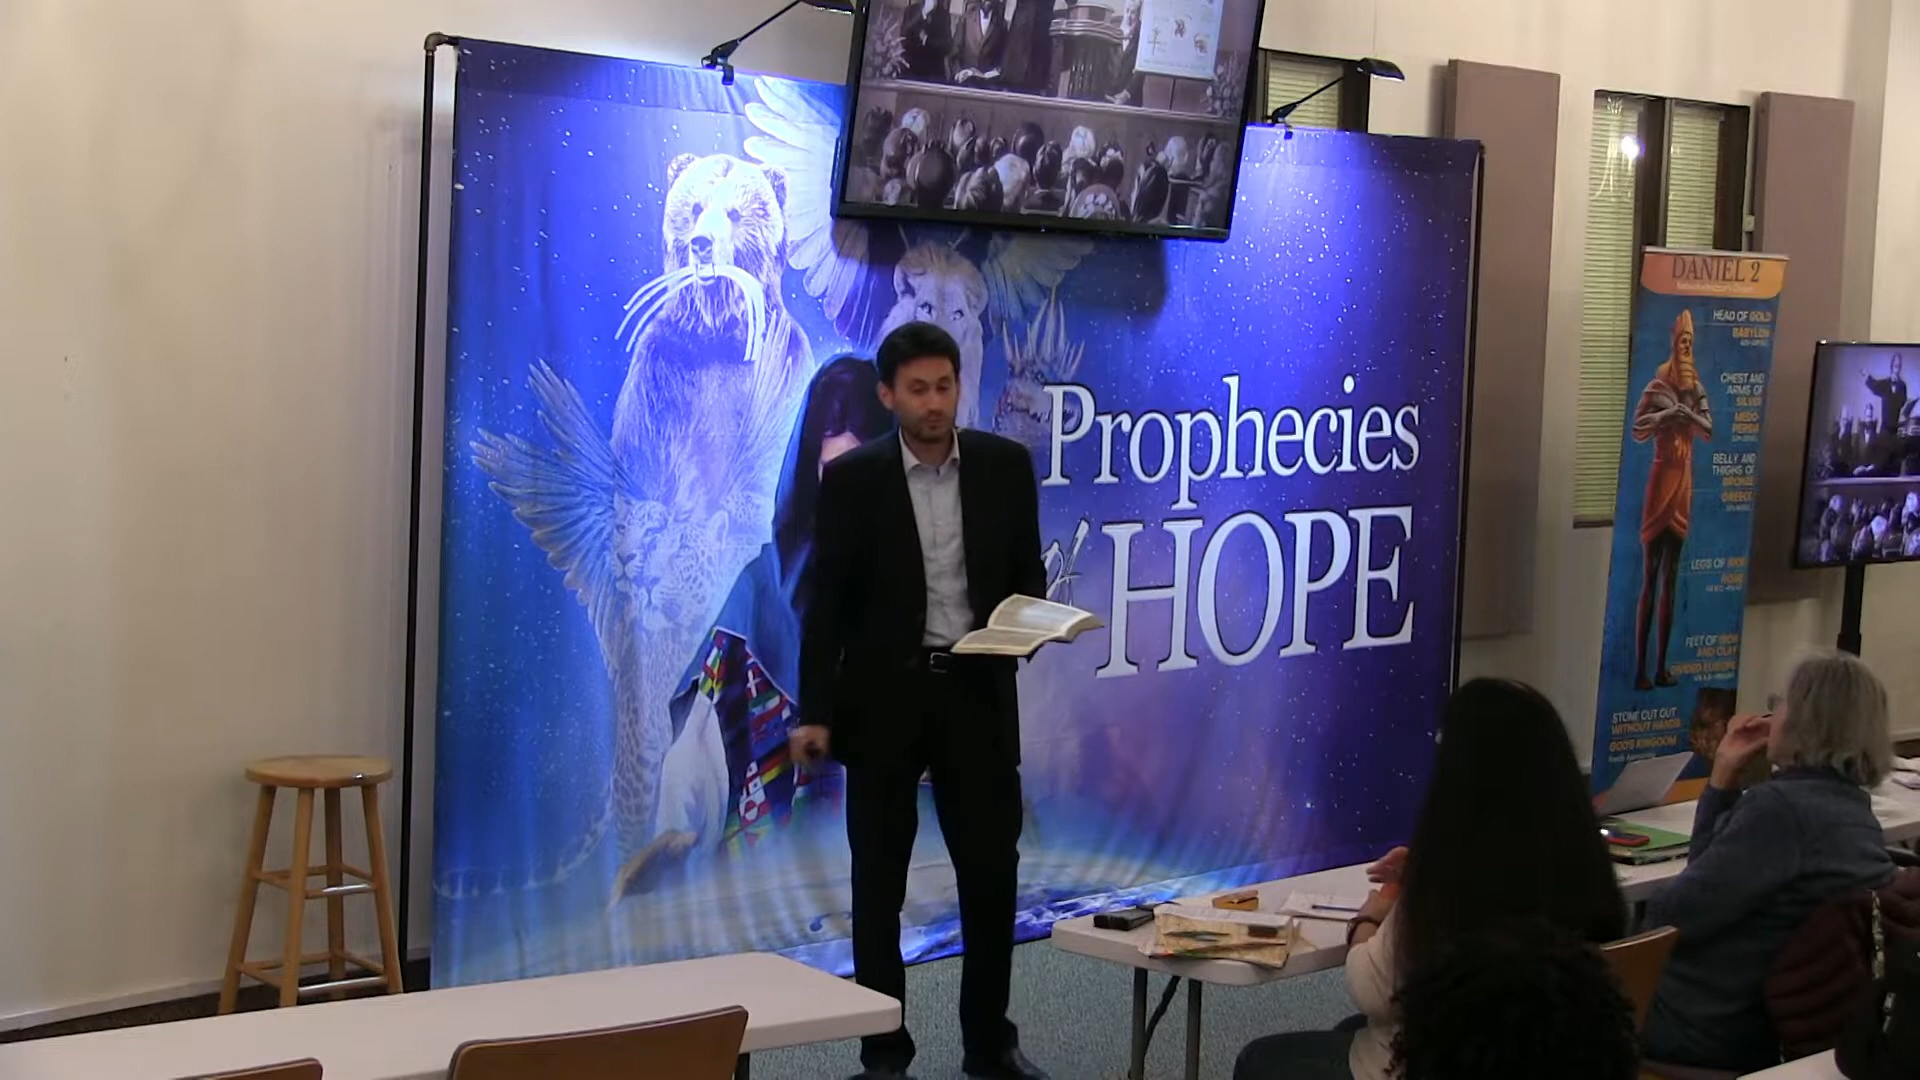 Prophecies
of HOPE
DANIEL 2
HEAD OF GOLD
BABYLON
CHEST AND
ARMS OF
SILVER
MEDO-
PERSIA
BELLY AND
THIGHS OF
BRONZE
GREECE
LEGS OF IRON
ROME
FEET OF IRON
AND CLAY
DIVIDED EUROPE
STONE CUT OUT
WITHOUT HANDS
GOD'S KINGDOM